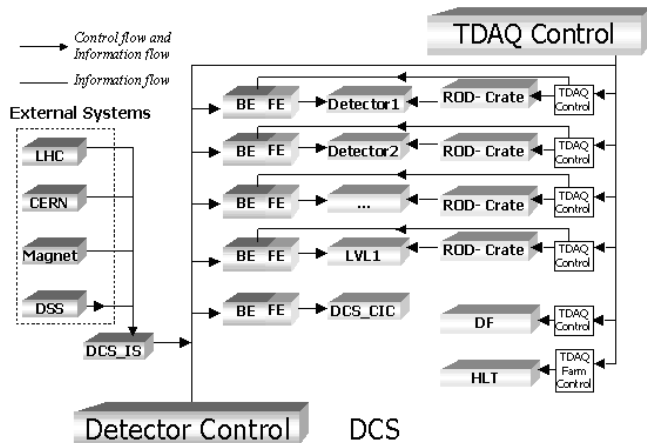 Control flow and
Information flow
Information flow
TDAQ Control
External Systems
LHC
CERN
Magnet
DSS
DCS_IS
BE FE
Detector1
ROD- Crate
TDAQ
Control
BE FE
Detector2
ROD- Crate
TDAQ
Control
BE FE
...
ROD- Crate
TDAQ
Control
BE FE
LVL1
ROD- Crate
TDAQ
Control
BE FE
DCS_CIC
DF
TDAQ
Control
HLT
TDAQ
Farm
Control
Detector Control
DCS